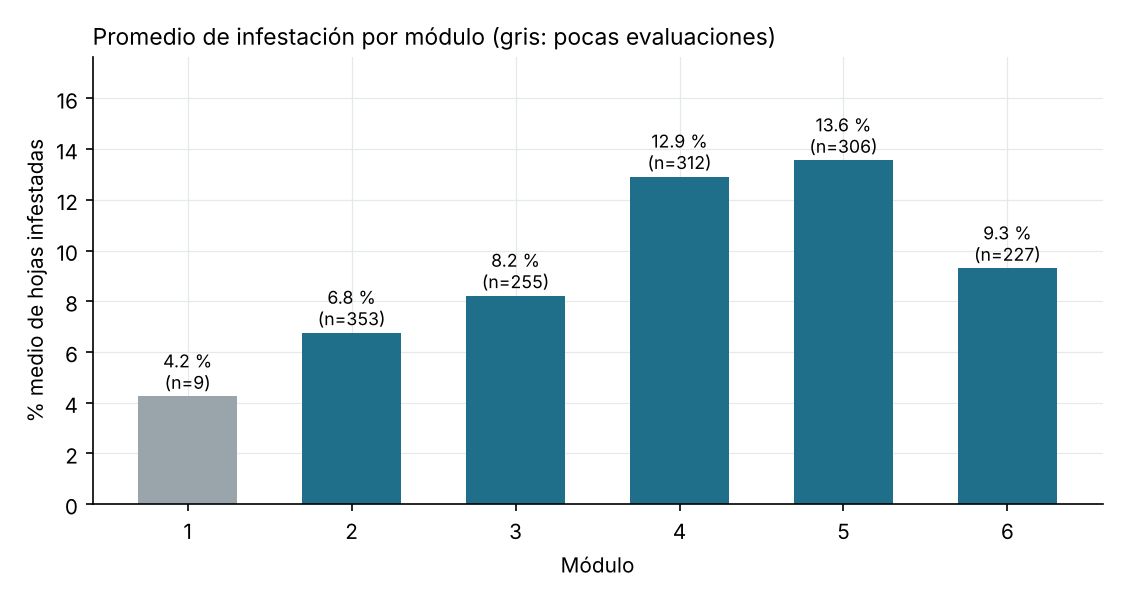 Promedio de infestación por módulo (gris: pocas evaluaciones)
% medio de hojas infestadas
16
14
12
10
8
6
4
2
0
4.2 %
(n=9)
6.8 %
(n=353)
8.2 %
(n=255)
12.9 %
(n=312)
13.6 %
(n=306)
9.3 %
(n=227)
1
2
3
4
5
6
Módulo